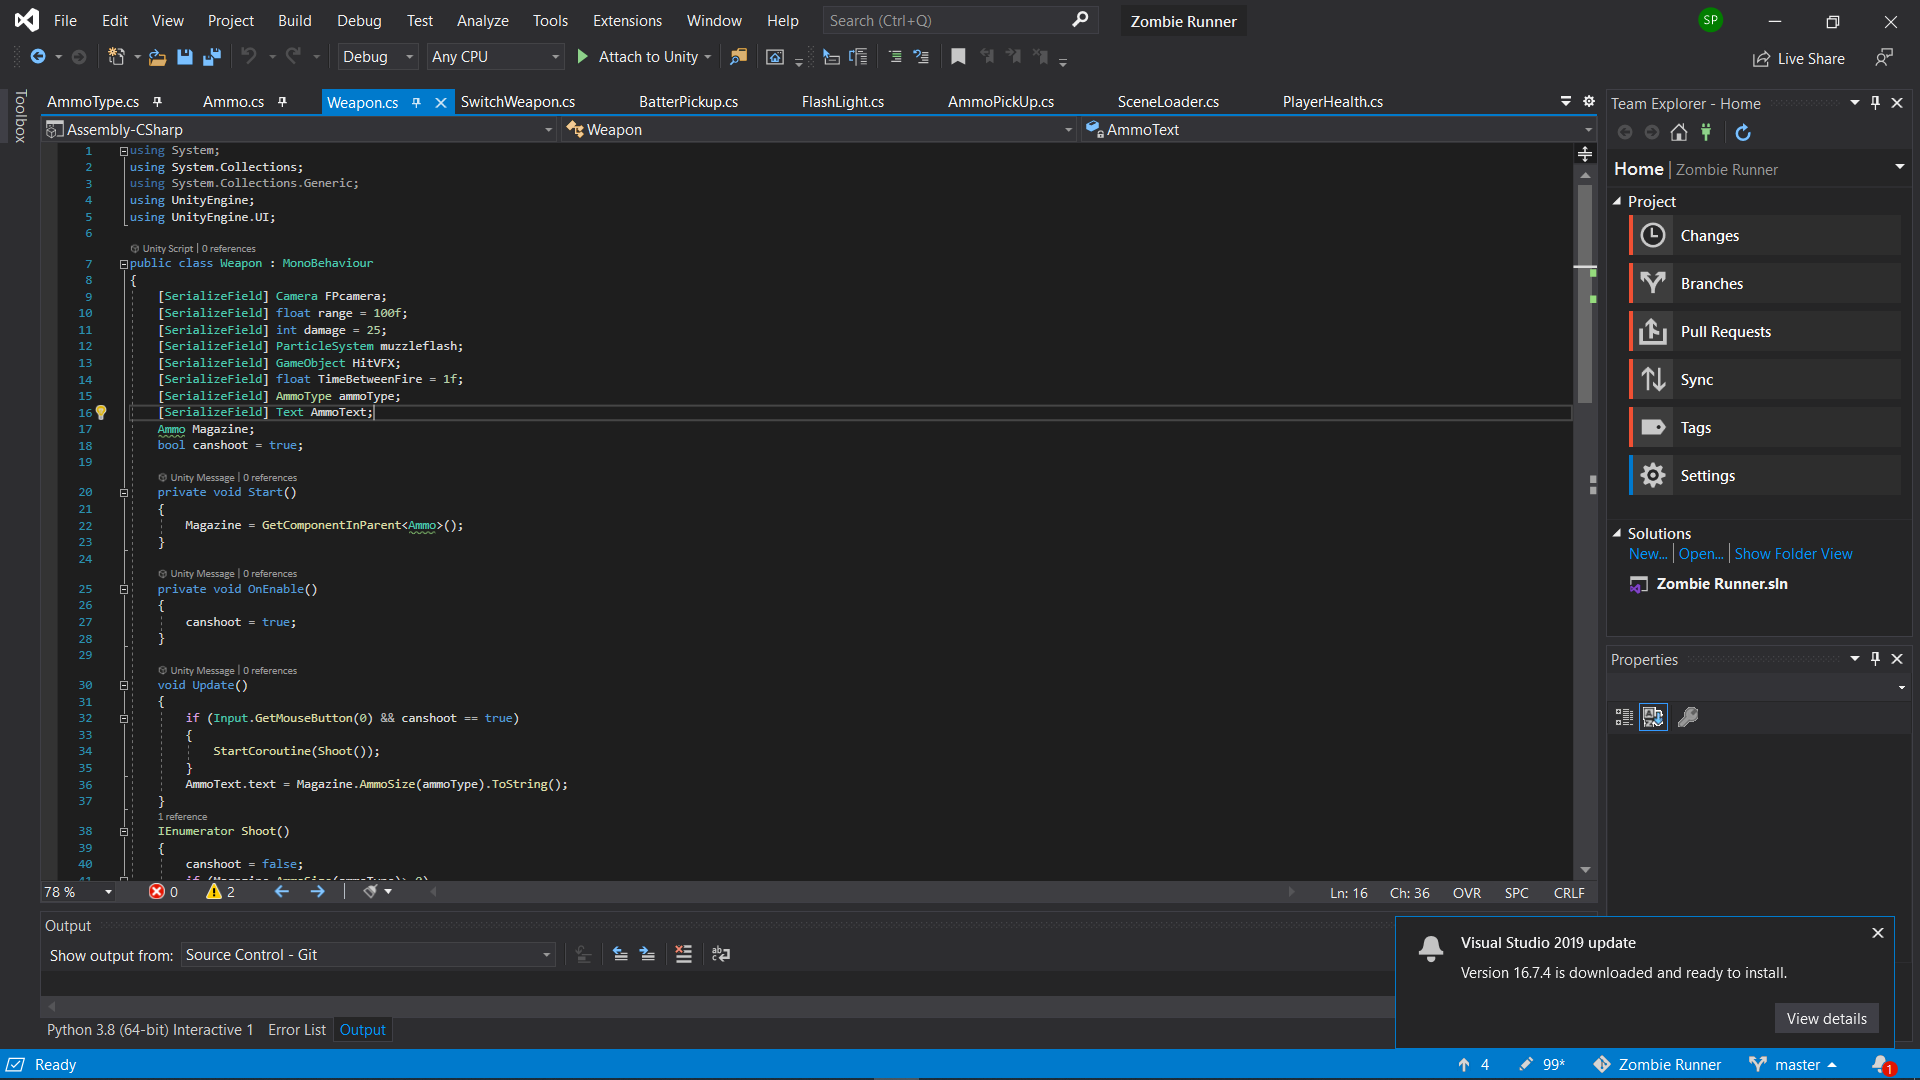 File Edit View Project Build Debug Test Analyze Tools Extensions Window Help Search (Ctrl+Q) Zombie Runner SP
Debug Any CPU Attach to Unity Live Share
Toolbox
AmmoType.cs Ammo.cs Weapon.cs SwitchWeapon.cs BatterPickup.cs FlashLight.cs AmmoPickUp.cs SceneLoader.cs PlayerHealth.cs
Assembly-CSharp Weapon AmmoText
1 using System;
2 using System.Collections;
3 using System.Collections.Generic;
4 using UnityEngine;
5 using UnityEngine.UI;
6
Unity Script | 0 references
7 public class Weapon : MonoBehaviour
8 {
9 [SerializeField] Camera FPcamera;
10 [SerializeField] float range = 100f;
11 [SerializeField] int damage = 25;
12 [SerializeField] ParticleSystem muzzleflash;
13 [SerializeField] GameObject HitVFX;
14 [SerializeField] float TimeBetweenFire = 1f;
15 [SerializeField] AmmoType ammoType;
16 [SerializeField] Text AmmoText;
17 Ammo Magazine;
18 bool canshoot = true;
19
Unity Message | 0 references
20 private void Start()
21 {
22 Magazine = GetComponentInParent<Ammo>();
23 }
24
Unity Message | 0 references
25 private void OnEnable()
26 {
27 canshoot = true;
28 }
29
Unity Message | 0 references
30 void Update()
31 {
32 if (Input.GetMouseButton(0) && canshoot == true)
33 {
34 StartCoroutine(Shoot());
35 }
36 AmmoText.text = Magazine.AmmoSize(ammoType).ToString();
37 }
1 reference
38 IEnumerator Shoot()
39 {
40 canshoot = false;
78 % 0 2 Ln: 16 Ch: 36 OVR SPC CRLF
Output
Show output from: Source Control - Git
Python 3.8 (64-bit) Interactive 1 Error List Output
Team Explorer - Home
Home | Zombie Runner
Project
Changes
Branches
Pull Requests
Sync
Tags
Settings
Solutions
New... | Open... | Show Folder View
Zombie Runner.sln
Properties
Visual Studio 2019 update
Version 16.7.4 is downloaded and ready to install.
View details
Ready 4 99* Zombie Runner master 1